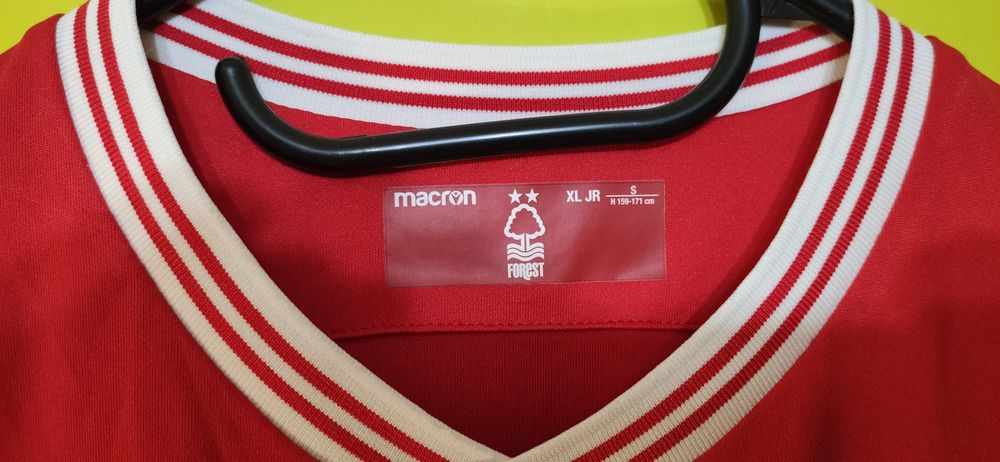 macron
XL JR
S
H 159-171 cm
FOReST